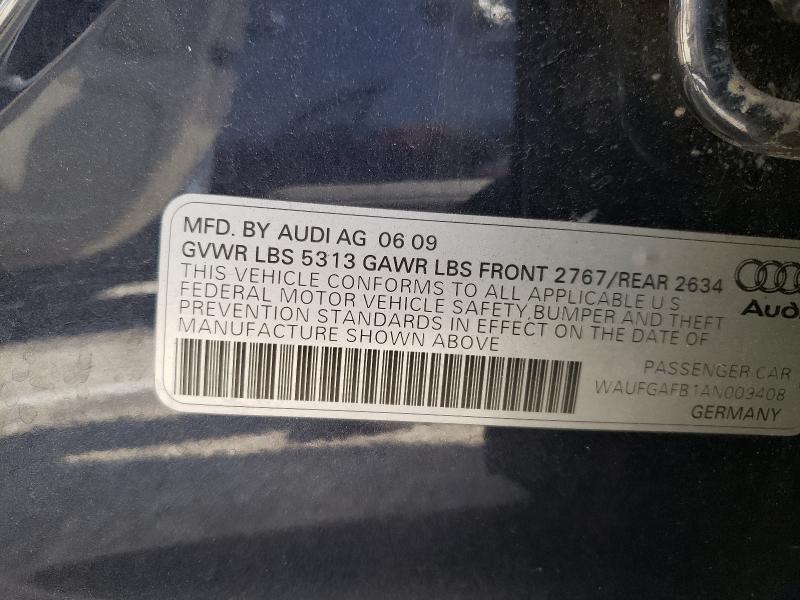 MFD. BY AUDI AG 06 09
GVWR LBS 5313 GAWR LBS FRONT 2767/REAR 2634
THIS VEHICLE CONFORMS TO ALL APPLICABLE U S
FEDERAL MOTOR VEHICLE SAFETY, BUMPER AND THEFT
PREVENTION STANDARDS IN EFFECT ON THE DATE OF
MANUFACTURE SHOWN ABOVE
Audi
PASSENGER CAR
WAUFGAFB1AN009408
GERMANY